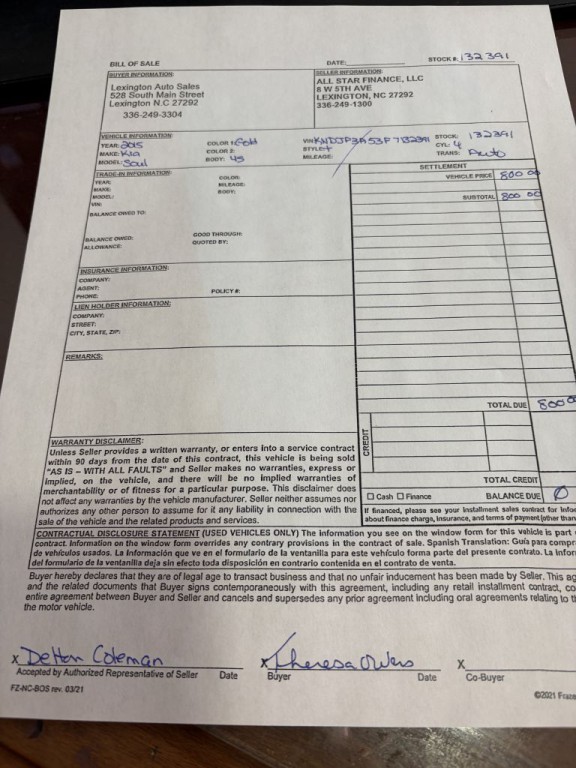 BILL OF SALE DATE: STOCK #: 132391
BUYER INFORMATION:
Lexington Auto Sales
528 South Main Street
Lexington N.C 27292
336-249-3304
SELLER INFORMATION:
ALL STAR FINANCE, LLC
6 W 5TH AVE
LEXINGTON, NC 27292
336-249-1300
VEHICLE INFORMATION:
YEAR: 2015 COLOR 1: Gold VIN: STOCK: 132391
MAKE: Kia COLOR 2: STYLE: CYL: 4
MODEL: Soul BODY: MILEAGE: TRANS: Auto
TRADE-IN INFORMATION:
YEAR: COLOR:
MAKE: MILEAGE:
MODEL: BODY:
VIN:
BALANCE OWED TO:
BALANCE OWED: GOOD THROUGH:
ALLOWANCE: QUOTED BY:
INSURANCE INFORMATION:
COMPANY:
AGENT:
PHONE: POLICY #:
LIEN HOLDER INFORMATION:
COMPANY:
STREET:
CITY, STATE, ZIP:
REMARKS:
SETTLEMENT
VEHICLE PRICE 800 00
SUBTOTAL 800 00
TOTAL DUE 800 00
CREDIT
TOTAL CREDIT
☐ Cash ☐ Finance BALANCE DUE 0
If financed, please see your installment sales contract for
about finance charge, insurance, and terms of payment (other than
WARRANTY DISCLAIMER:
Unless Seller provides a written warranty, or enters into a service contract
within 90 days from the date of this contract, this vehicle is being sold
"AS IS – WITH ALL FAULTS" and Seller makes no warranties, express or
implied, on the vehicle, and there will be no implied warranties of
merchantability or of fitness for a particular purpose. This disclaimer does
not affect any warranties by the vehicle manufacturer. Seller neither assumes nor
authorizes any other person to assume for it any liability in connection with the
sale of the vehicle and the related products and services.
CONTRACTUAL DISCLOSURE STATEMENT (USED VEHICLES ONLY) The information you see on the window form for this vehicle is part
contract. Information on the window form overrides any contrary provisions in the contract of sale. Spanish Translation: Guía para compr
de vehículos usados. La información que ve en el formulario de la ventanilla para este vehículo forma parte del presente contrato. La infor
del formulario de la ventanilla deja sin efecto toda disposición en contrario contenida en el contrato de venta.
Buyer hereby declares that they are of legal age to transact business and that no unfair inducement has been made by Seller. This ag
and the related documents that Buyer signs contemporaneously with this agreement, including any retail installment contract, co
entire agreement between Buyer and Seller and cancels and supersedes any prior agreement including oral agreements relating to t
the motor vehicle.
X Delton Coleman X Theresa Owens X
Accepted by Authorized Representative of Seller Date Buyer Date Co-Buyer
FZ-NC-BOS rev. 03/21 ©2021 Fraz